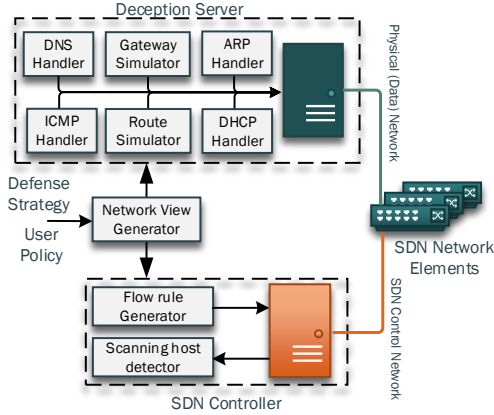 Deception Server
DNS
Handler
Gateway
Simulator
ARP
Handler
ICMP
Handler
Route
Simulator
DHCP
Handler
Physical (Data) Network
Defense
Strategy
User
Policy
Network View
Generator
SDN Network
Elements
Flow rule
Generator
Scanning host
detector
SDN Control Network
SDN Controller